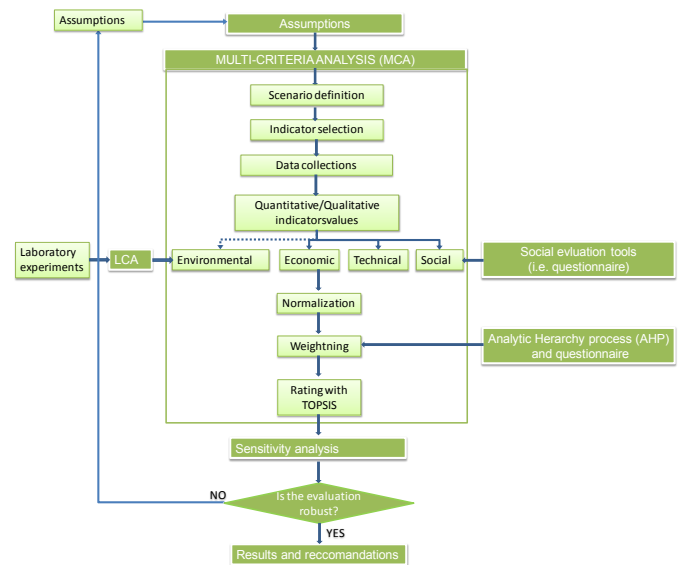 Assumptions
Assumptions
MULTI-CRITERIA ANALYSIS (MCA)
Scenario definition
Indicator selection
Data collections
Quantitative/Qualitative
indicatorsvalues
Laboratory
experiments
LCA
Environmental
Economic
Technical
Social
Social evluation tools
(i.e. questionnaire)
Normalization
Weightning
Analytic Herarchy process (AHP)
and questionnaire
Rating with
TOPSIS
Sensitivity analysis
NO
Is the evaluation
robust?
YES
Results and reccomandations